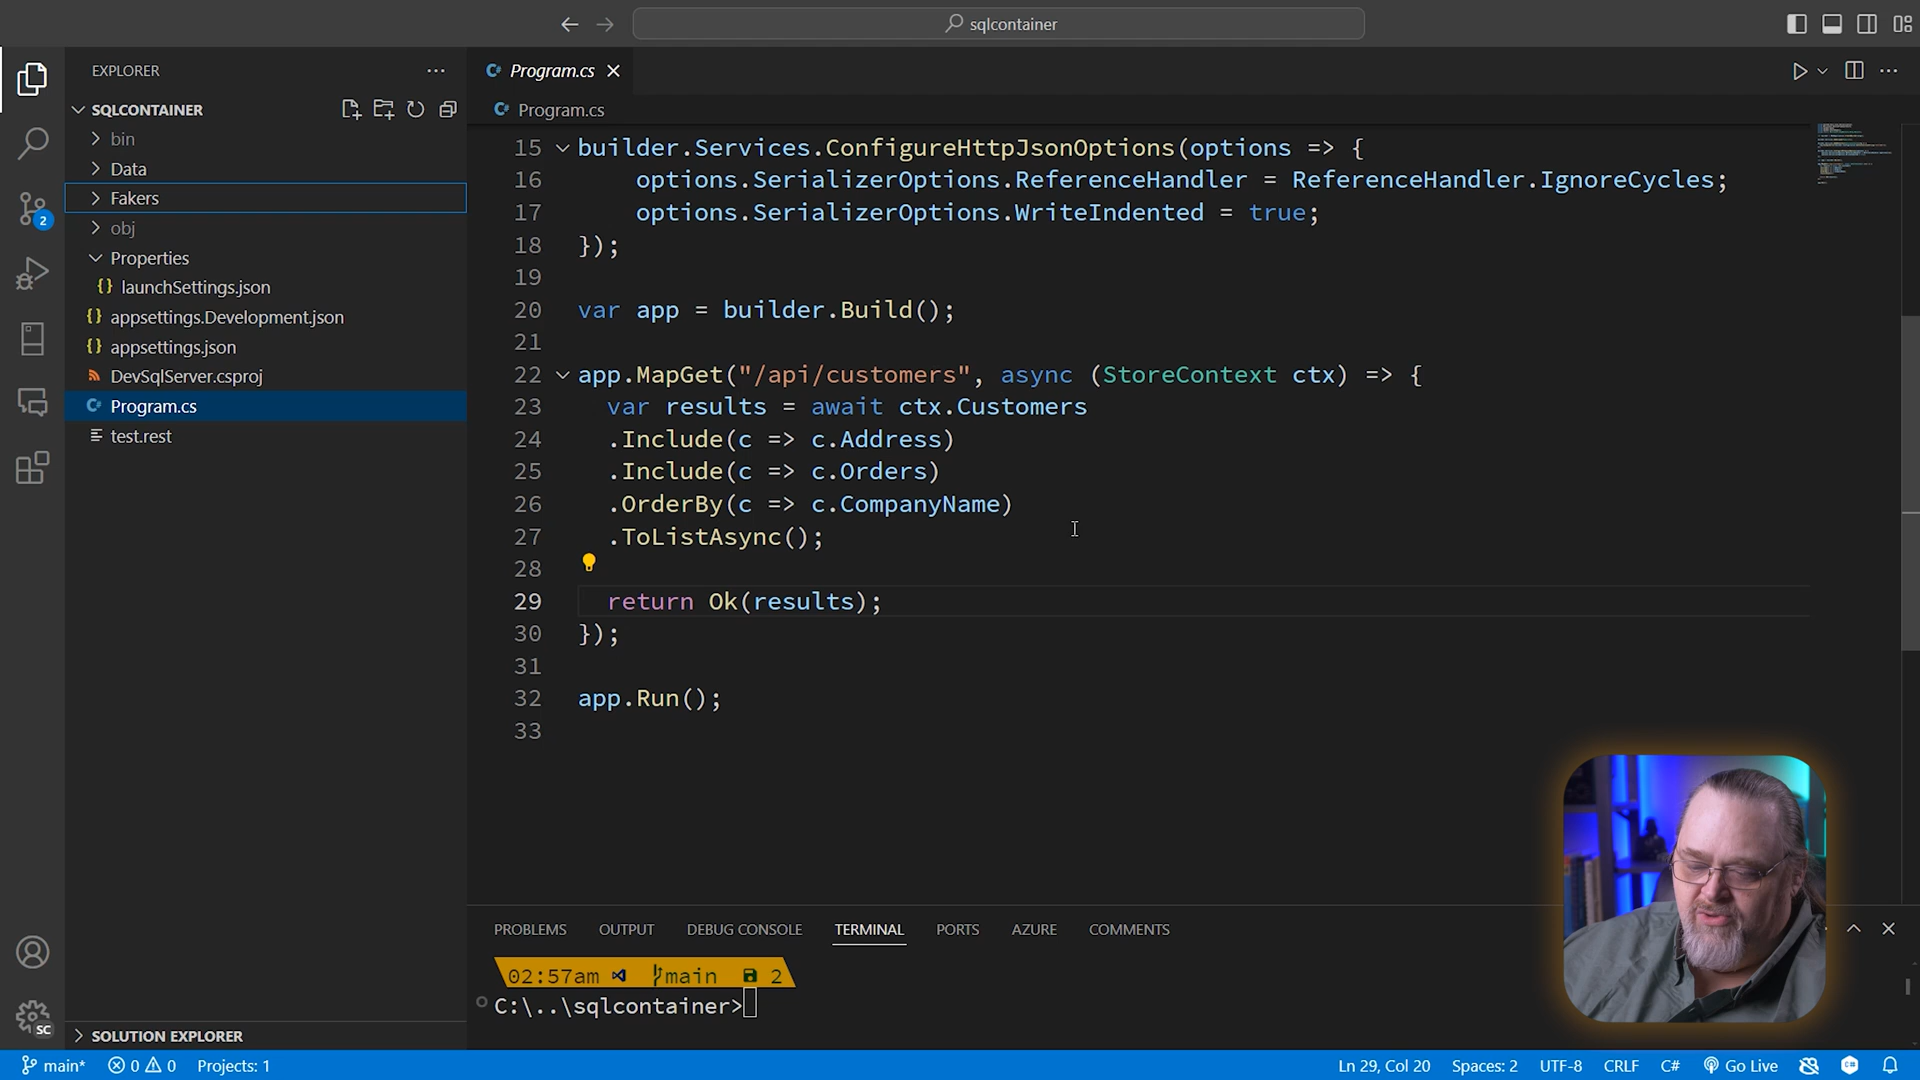 sqlcontainer
EXPLORER
SQLCONTAINER
bin
Data
Fakers
obj
Properties
launchSettings.json
appsettings.Development.json
appsettings.json
DevSqlServer.csproj
Program.cs
test.rest
SOLUTION EXPLORER
2
SC
Program.cs
Program.cs
15 builder.Services.ConfigureHttpJsonOptions(options => {
16 options.SerializerOptions.ReferenceHandler = ReferenceHandler.IgnoreCycles;
17 options.SerializerOptions.WriteIndented = true;
18 });
19
20 var app = builder.Build();
21
22 app.MapGet("/api/customers", async (StoreContext ctx) => {
23 var results = await ctx.Customers
24 .Include(c => c.Address)
25 .Include(c => c.Orders)
26 .OrderBy(c => c.CompanyName)
27 .ToListAsync();
28
29 return Ok(results);
30 });
31
32 app.Run();
33
PROBLEMS OUTPUT DEBUG CONSOLE TERMINAL PORTS AZURE COMMENTS
02:57am main 2
C:\..\sqlcontainer>
main* 0 0 Projects: 1 Ln 29, Col 20 Spaces: 2 UTF-8 CRLF C# Go Live